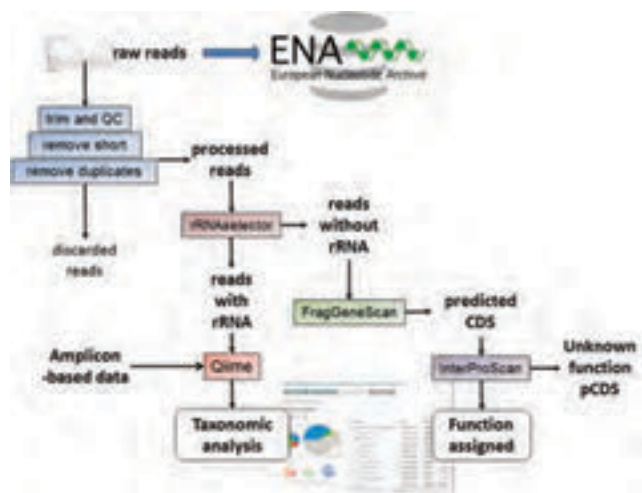 raw reads
ENA
European Nucleotide Archive
trim and QC
remove short
remove duplicates
processed
reads
discarded
reads
rRNAselector
reads
without
rRNA
reads
with
rRNA
FragGeneScan
predicted
CDS
Amplicon
-based data
Qiime
InterProScan
Unknown
function
pCDS
Taxonomic
analysis
Function
assigned